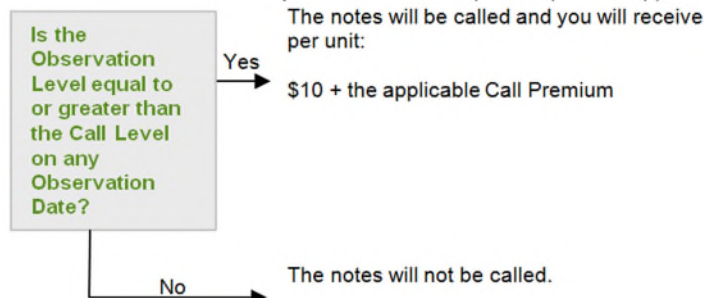 Is the
Observation
Level equal to
or greater than
the Call Level
on any
Observation
Date?
Yes
The notes will be called and you will receive
per unit:
$10 + the applicable Call Premium
No
The notes will not be called.